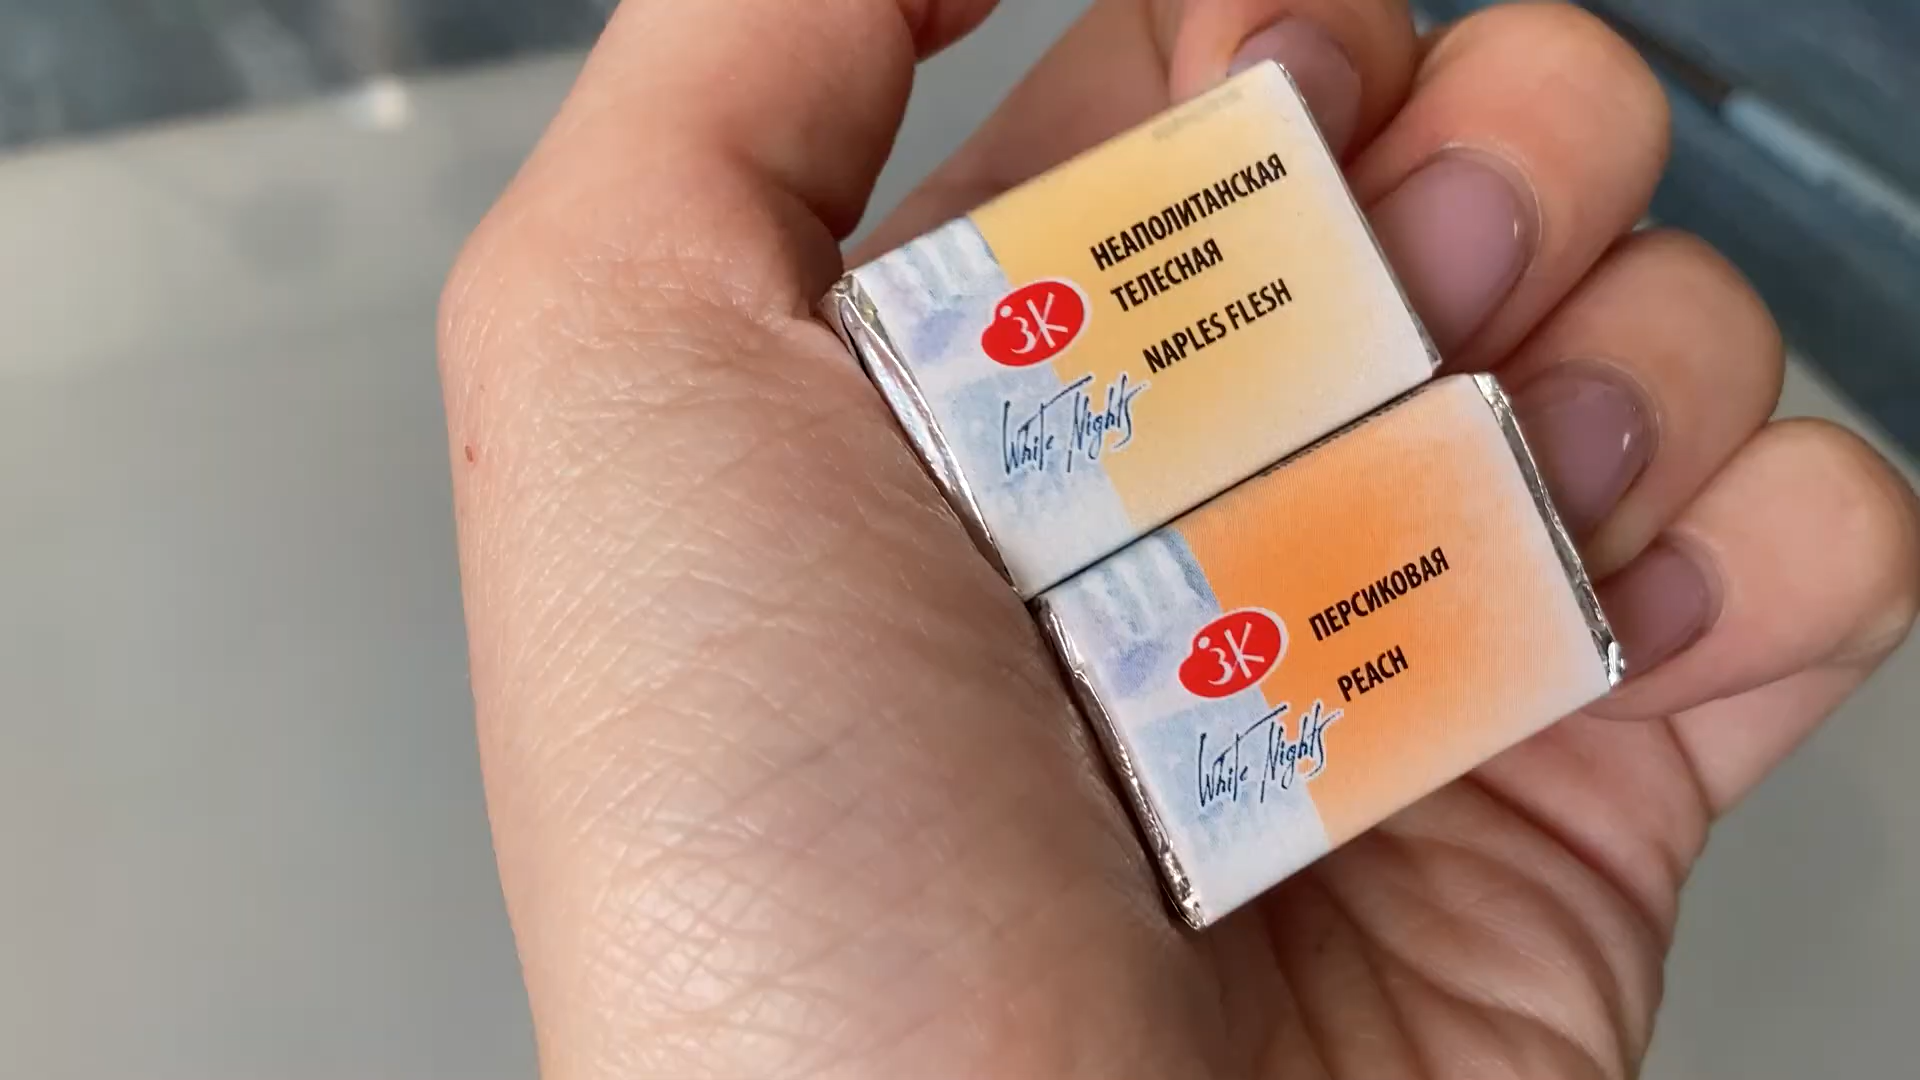 НЕАПОЛИТАНСКАЯ
ТЕЛЕСНАЯ
NAPLES FLESH
ЗК
White Nights
ПЕРСИКОВАЯ
PEACH
ЗК
White Nights